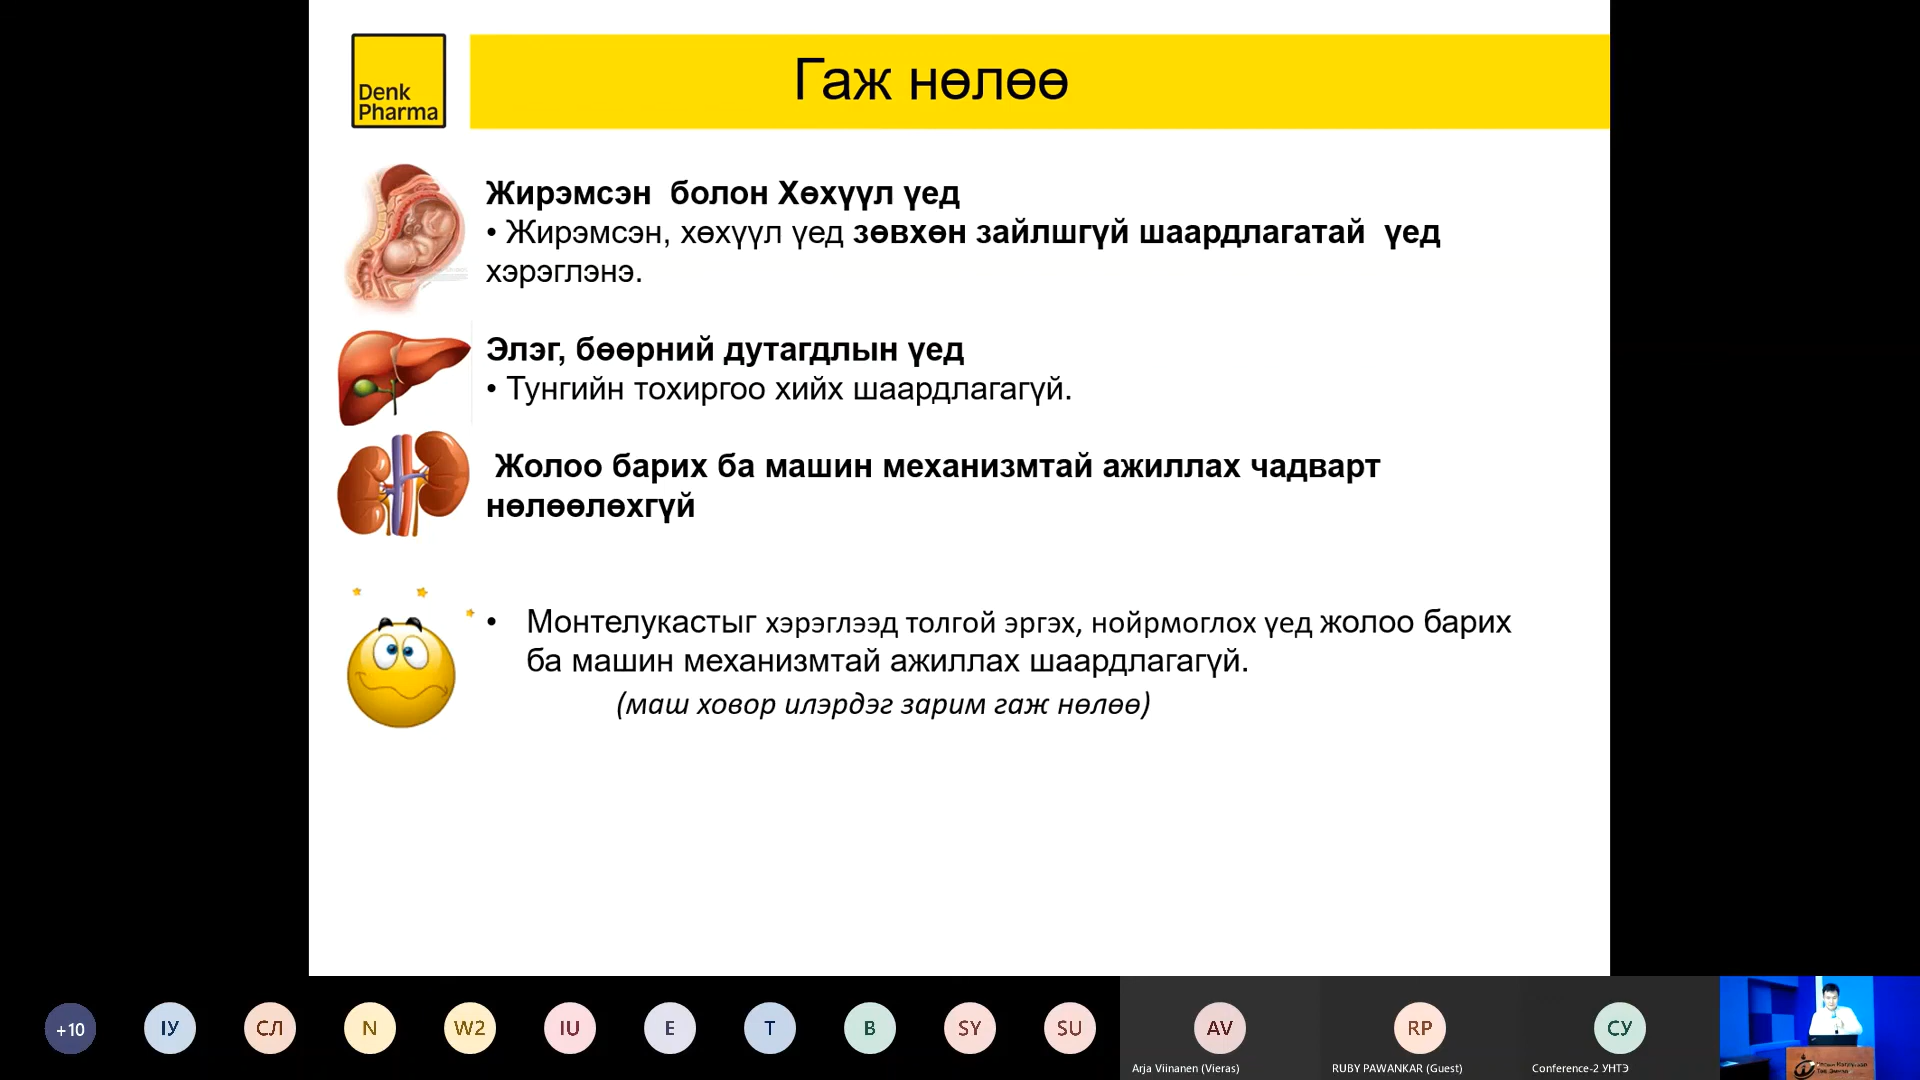 Denk
Pharma
Гаж нөлөө
Жирэмсэн болон Хөхүүл үед
• Жирэмсэн, хөхүүл үед зөвхөн зайлшгүй шаардлагатай үед
хэрэглэнэ.
Элэг, бөөрний дутагдлын үед
• Тунгийн тохиргоо хийх шаардлагагүй.
Жолоо барих ба машин механизмтай ажиллах чадварт
нөлөөлөхгүй
• Монтелукастыг хэрэглээд толгой эргэх, нойрмоглох үед жолоо барих
ба машин механизмтай ажиллах шаардлагагүй.
(маш ховор илэрдэг зарим гаж нөлөө)
+10
ІУ
СЛ
N
W2
IU
E
T
B
SY
SU
AV
RP
СУ
Arja Viinanen (Vieras)
RUBY PAWANKAR (Guest)
Conference-2 УНТЭ